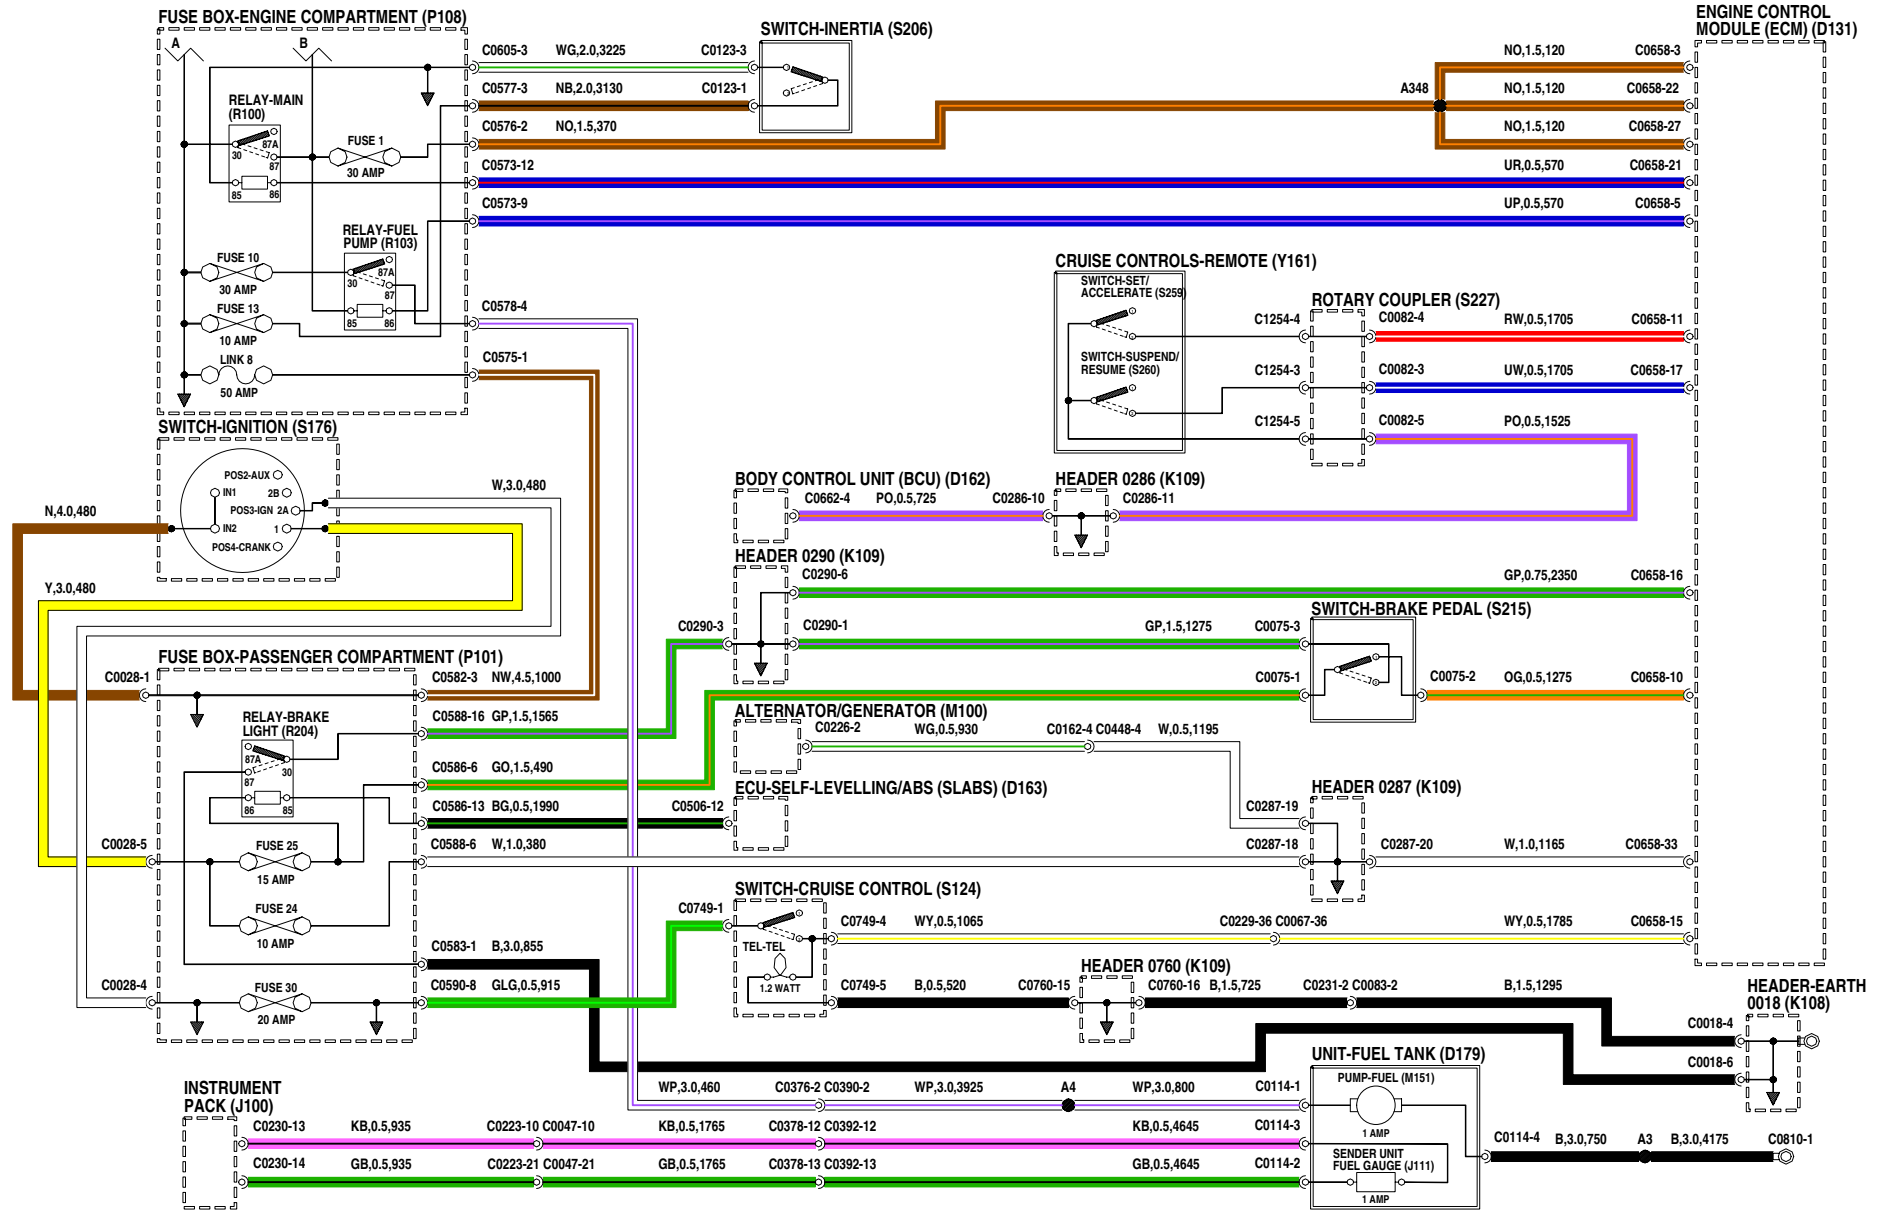 FUSE BOX-ENGINE COMPARTMENT (P108)
A
B
RELAY-MAIN
(R100)
87A
30
87
85
86
FUSE 1
30 AMP
RELAY-FUEL
PUMP (R103)
87A
30
87
85
86
FUSE 10
30 AMP
FUSE 13
10 AMP
LINK 8
50 AMP
C0605-3
WG,2.0,3225
C0123-3
C0577-3
NB,2.0,3130
C0123-1
C0576-2
NO,1.5,370
C0573-12
C0573-9
C0578-4
C0575-1
SWITCH-INERTIA (S206)
ENGINE CONTROL
MODULE (ECM) (D131)
A348
NO,1.5,120
C0658-3
NO,1.5,120
C0658-22
NO,1.5,120
C0658-27
UR,0.5,570
C0658-21
UP,0.5,570
C0658-5
CRUISE CONTROLS-REMOTE (Y161)
SWITCH-SET/
ACCELERATE (S259)
SWITCH-SUSPEND/
RESUME (S260)
C1254-4
C1254-3
C1254-5
ROTARY COUPLER (S227)
C0082-4
RW,0.5,1705
C0658-11
C0082-3
UW,0.5,1705
C0658-17
C0082-5
PO,0.5,1525
SWITCH-IGNITION (S176)
POS2-AUX
IN1
2B
POS3-IGN 2A
IN2
1
POS4-CRANK
N,4.0,480
W,3.0,480
Y,3.0,480
BODY CONTROL UNIT (BCU) (D162)
C0662-4
PO,0.5,725
C0286-10
HEADER 0286 (K109)
C0286-11
HEADER 0290 (K109)
C0290-6
GP,0.75,2350
C0658-16
C0290-3
C0290-1
GP,1.5,1275
C0075-3
SWITCH-BRAKE PEDAL (S215)
C0075-1
C0075-2
OG,0.5,1275
C0658-10
FUSE BOX-PASSENGER COMPARTMENT (P101)
C0028-1
C0582-3
NW,4.5,1000
C0588-16
GP,1.5,1565
RELAY-BRAKE
LIGHT (R204)
87A
30
87
86
85
C0586-6
GO,1.5,490
C0586-13
BG,0.5,1990
C0506-12
C0028-5
FUSE 25
15 AMP
C0588-6
W,1.0,380
FUSE 24
10 AMP
C0583-1
B,3.0,855
C0028-4
FUSE 30
20 AMP
C0590-8
GLG,0.5,915
ALTERNATOR/GENERATOR (M100)
C0226-2
WG,0.5,930
C0162-4 C0448-4
W,0.5,1195
ECU-SELF-LEVELLING/ABS (SLABS) (D163)
HEADER 0287 (K109)
C0287-19
C0287-18
C0287-20
W,1.0,1165
C0658-33
SWITCH-CRUISE CONTROL (S124)
C0749-1
TEL-TEL
1.2 WATT
C0749-4
WY,0.5,1065
C0229-36 C0067-36
WY,0.5,1785
C0658-15
C0749-5
B,0.5,520
C0760-15
HEADER 0760 (K109)
C0760-16
B,1.5,725
C0231-2 C0083-2
B,1.5,1295
HEADER-EARTH
0018 (K108)
C0018-4
C0018-6
UNIT-FUEL TANK (D179)
PUMP-FUEL (M151)
1 AMP
SENDER UNIT
FUEL GAUGE (J111)
1 AMP
WP,3.0,460
C0376-2 C0390-2
WP,3.0,3925
A4
WP,3.0,800
C0114-1
INSTRUMENT
PACK (J100)
C0230-13
KB,0.5,935
C0223-10 C0047-10
KB,0.5,1765
C0378-12 C0392-12
KB,0.5,4645
C0114-3
C0230-14
GB,0.5,935
C0223-21 C0047-21
GB,0.5,1765
C0378-13 C0392-13
GB,0.5,4645
C0114-2
C0114-4
B,3.0,750
A3
B,3.0,4175
C0810-1